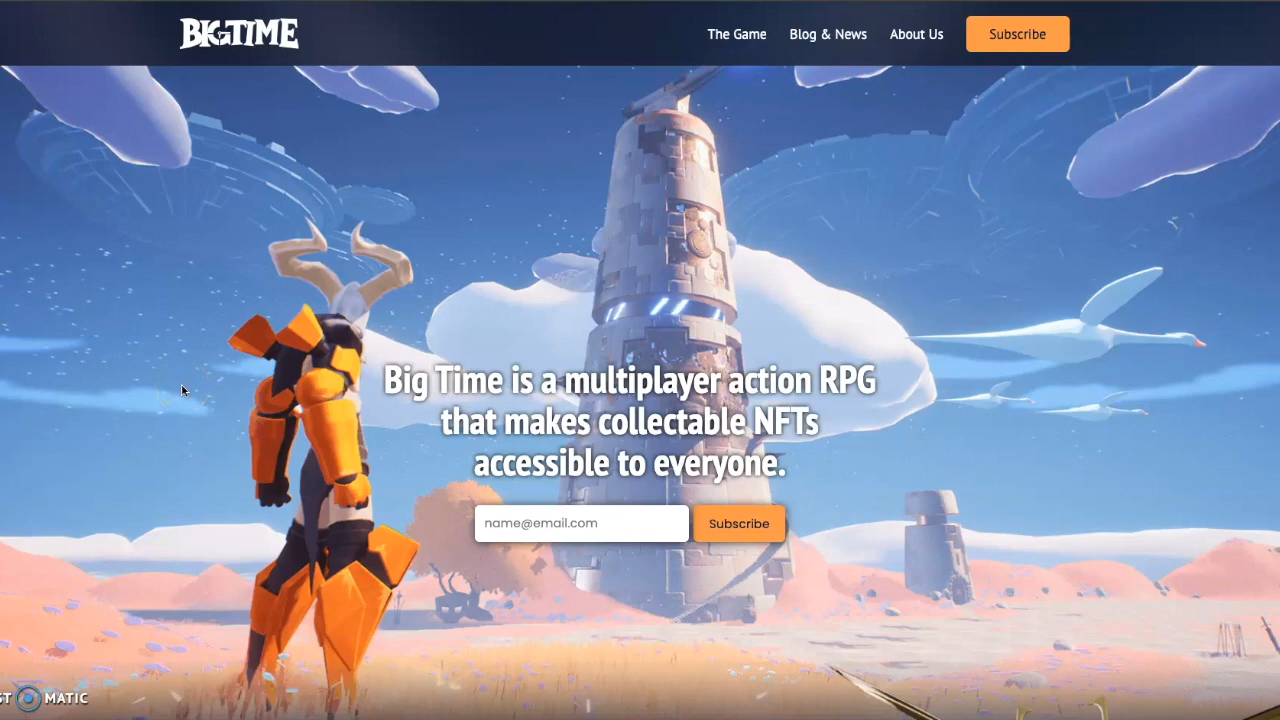 BIGTIME
The Game
Blog & News
About Us
Subscribe
Big Time is a multiplayer action RPG
that makes collectable NFTs
accessible to everyone.
name@email.com
Subscribe
ST MATIC